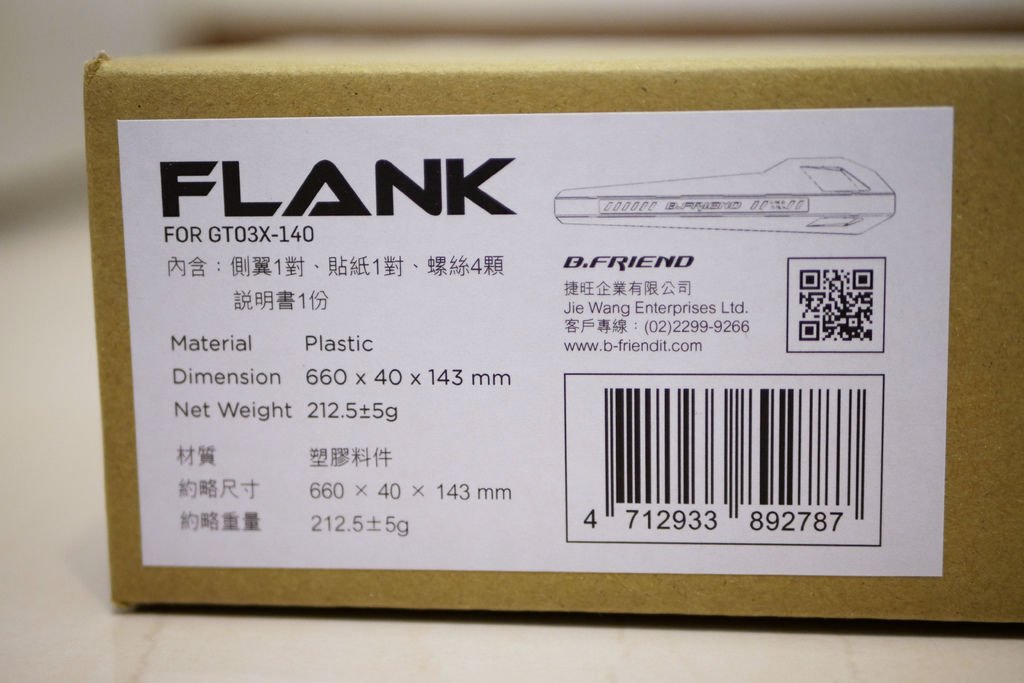 FLANK
FOR GT03X-140
內含：側翼1對、貼紙1對、螺絲4顆
說明書1份
Material Plastic
Dimension 660 x 40 x 143 mm
Net Weight 212.5±5g
材質 塑膠料件
約略尺寸 660 × 40 × 143 mm
約略重量 212.5±5g
B.FRIEND
B.FRIEND
捷旺企業有限公司
Jie Wang Enterprises Ltd.
客戶專線：(02)2299-9266
www.b-friendit.com
4 712933 892787